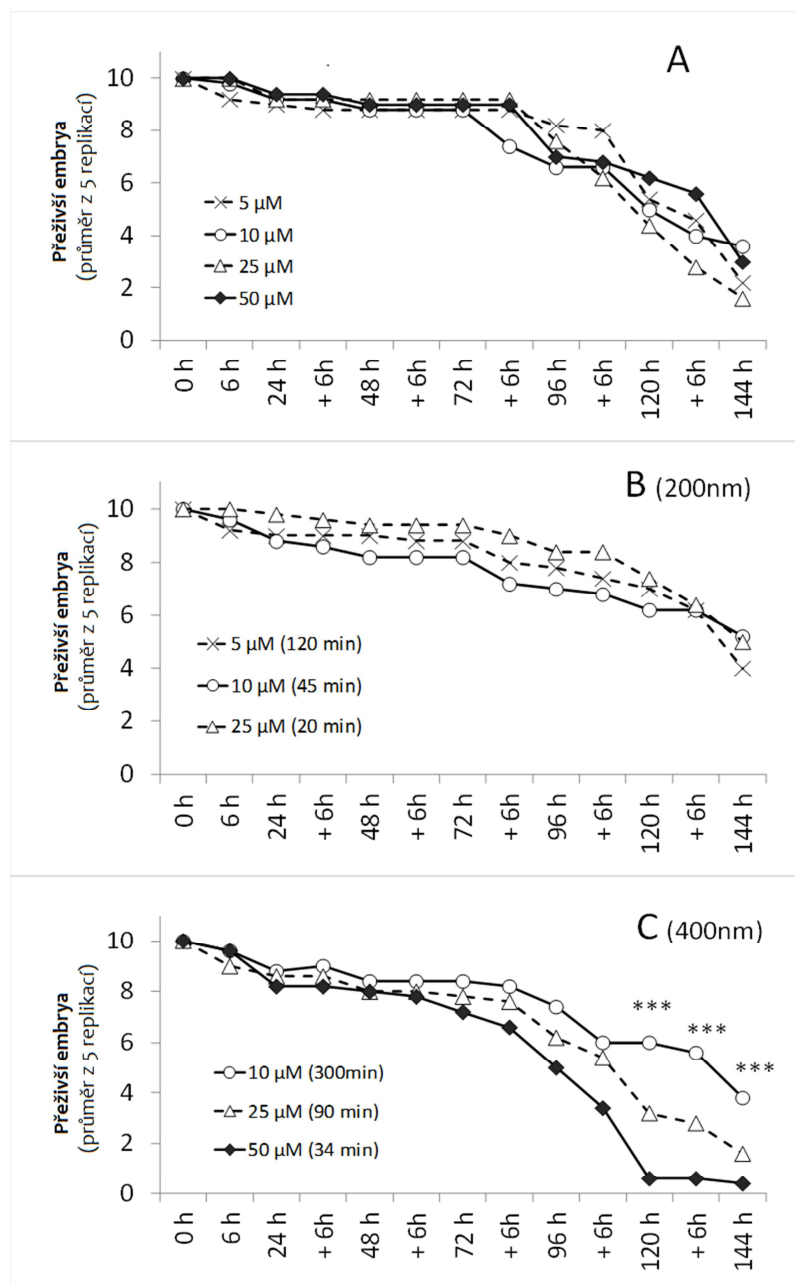 A
10
8
6
4
2
0
Přeživší embrya
(průměr z 5 replikací)
5 µM
10 µM
25 µM
50 µM
0 h
6 h
24 h
+ 6h
48 h
+ 6h
72 h
+ 6h
96 h
+ 6h
120 h
+ 6h
144 h
B (200nm)
10
8
6
4
2
0
Přeživší embrya
(průměr z 5 replikací)
5 µM (120 min)
10 µM (45 min)
25 µM (20 min)
0 h
6 h
24 h
+ 6h
48 h
+ 6h
72 h
+ 6h
96 h
+ 6h
120 h
+ 6h
144 h
C (400nm)
10
8
6
4
2
0
Přeživší embrya
(průměr z 5 replikací)
***
***
***
10 µM (300min)
25 µM (90 min)
50 µM (34 min)
0 h
6 h
24 h
+ 6h
48 h
+ 6h
72 h
+ 6h
96 h
+ 6h
120 h
+ 6h
144 h